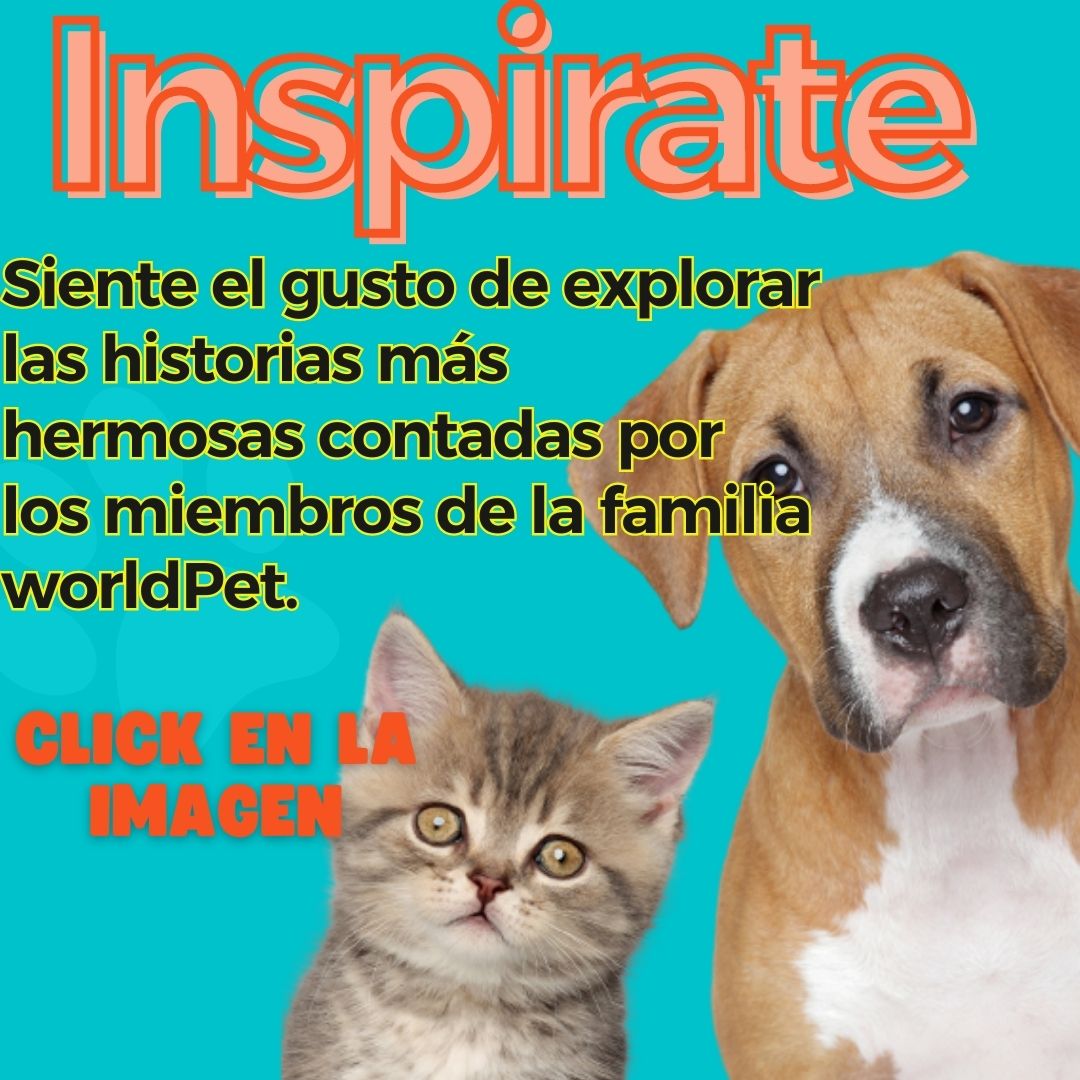 Inspirate
Siente el gusto de explorar
las historias más
hermosas contadas por
los miembros de la familia
worldPet.
CLICK EN LA
IMAGEN